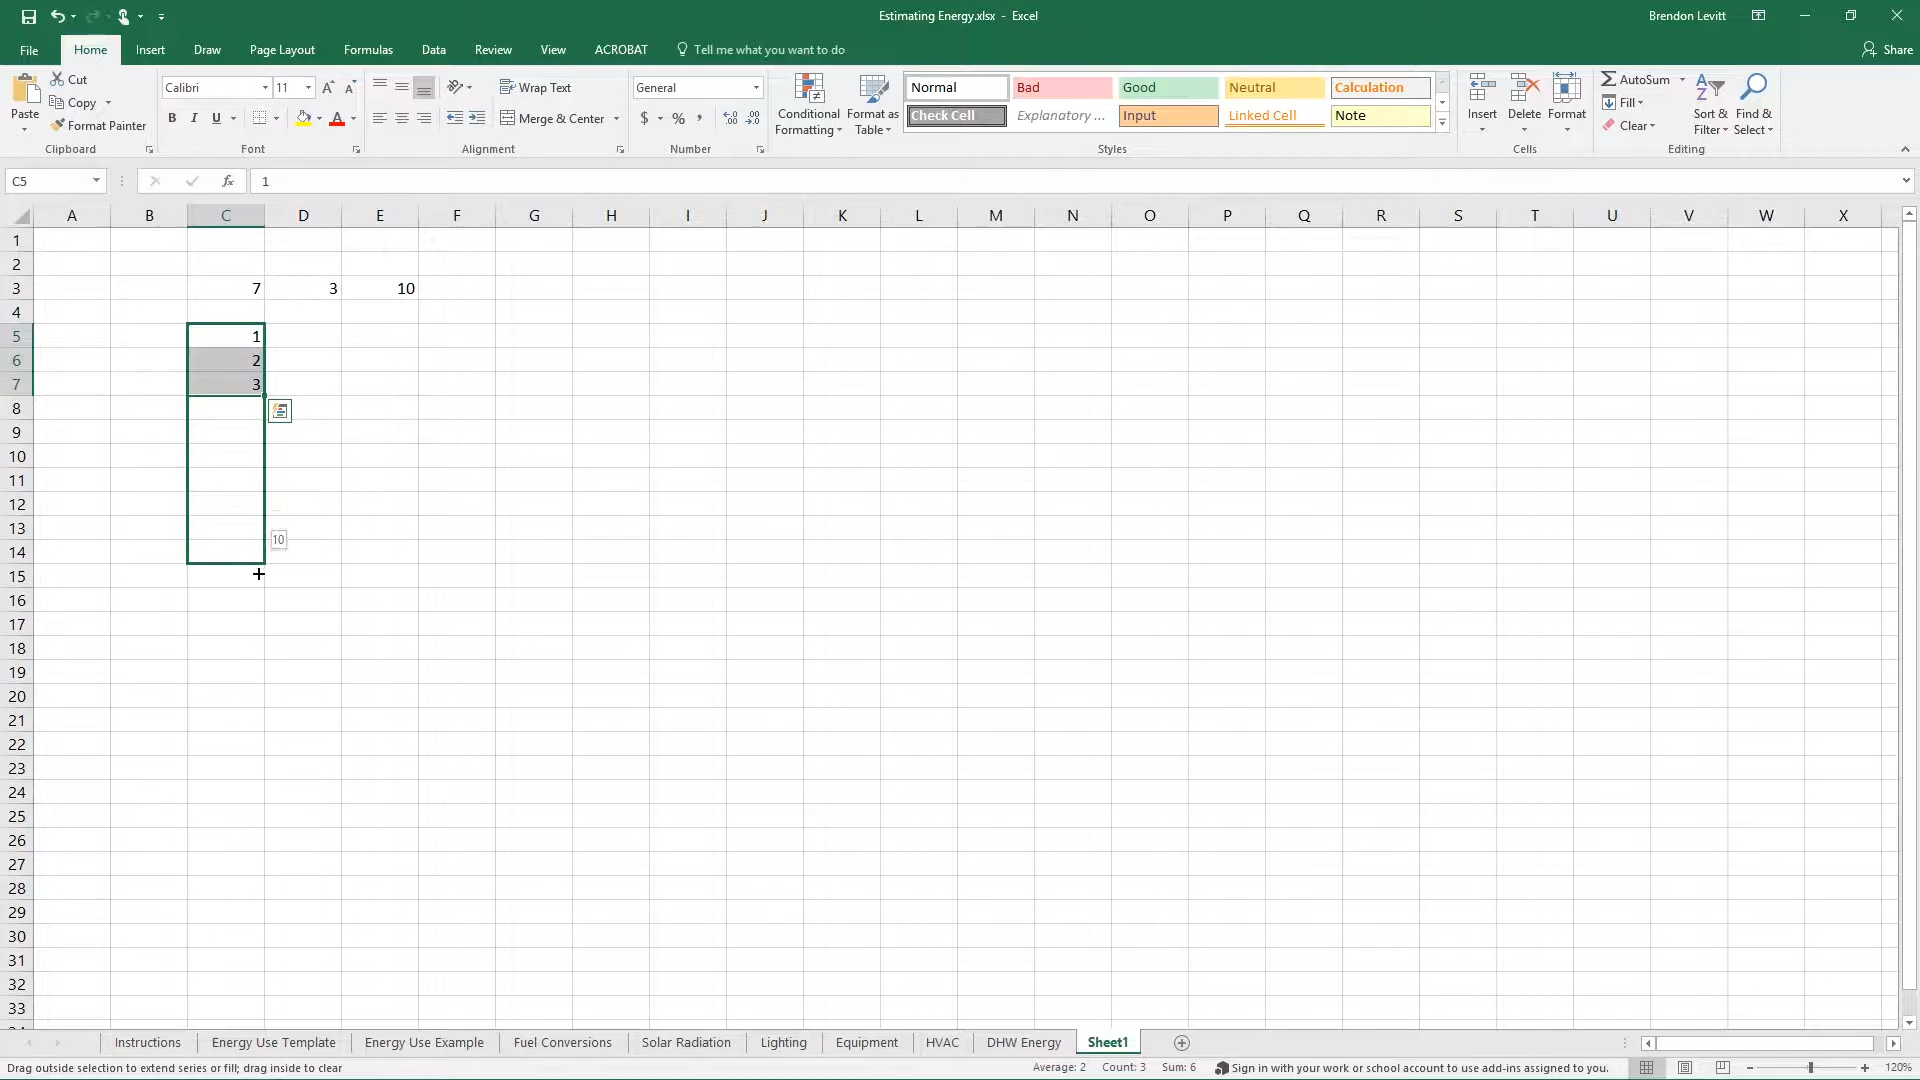 Estimating Energy.xlsx - Excel
Brendon Levitt
File Home Insert Draw Page Layout Formulas Data Review View ACROBAT Tell me what you want to do Share
Paste
Cut
Copy
Format Painter
Clipboard
Calibri 11
B I U
Font
Wrap Text
Merge & Center
Alignment
General
$ % ,
Number
Conditional Formatting
Format as Table
Normal Bad Good Neutral Calculation
Check Cell Explanatory ... Input Linked Cell Note
Styles
Insert Delete Format
Cells
AutoSum
Fill
Clear
Sort & Filter
Find & Select
Editing
C5 fx 1
A B C D E F G H I J K L M N O P Q R S T U V W X
1
2
3 7 3 10
4
5 1
6 2
7 3
8
9
10
11
12
13 10
14
15
16
17
18
19
20
21
22
23
24
25
26
27
28
29
30
31
32
33
Instructions Energy Use Template Energy Use Example Fuel Conversions Solar Radiation Lighting Equipment HVAC DHW Energy Sheet1
Drag outside selection to extend series or fill; drag inside to clear Average: 2 Count: 3 Sum: 6 Sign in with your work or school account to use add-ins assigned to you. 120%